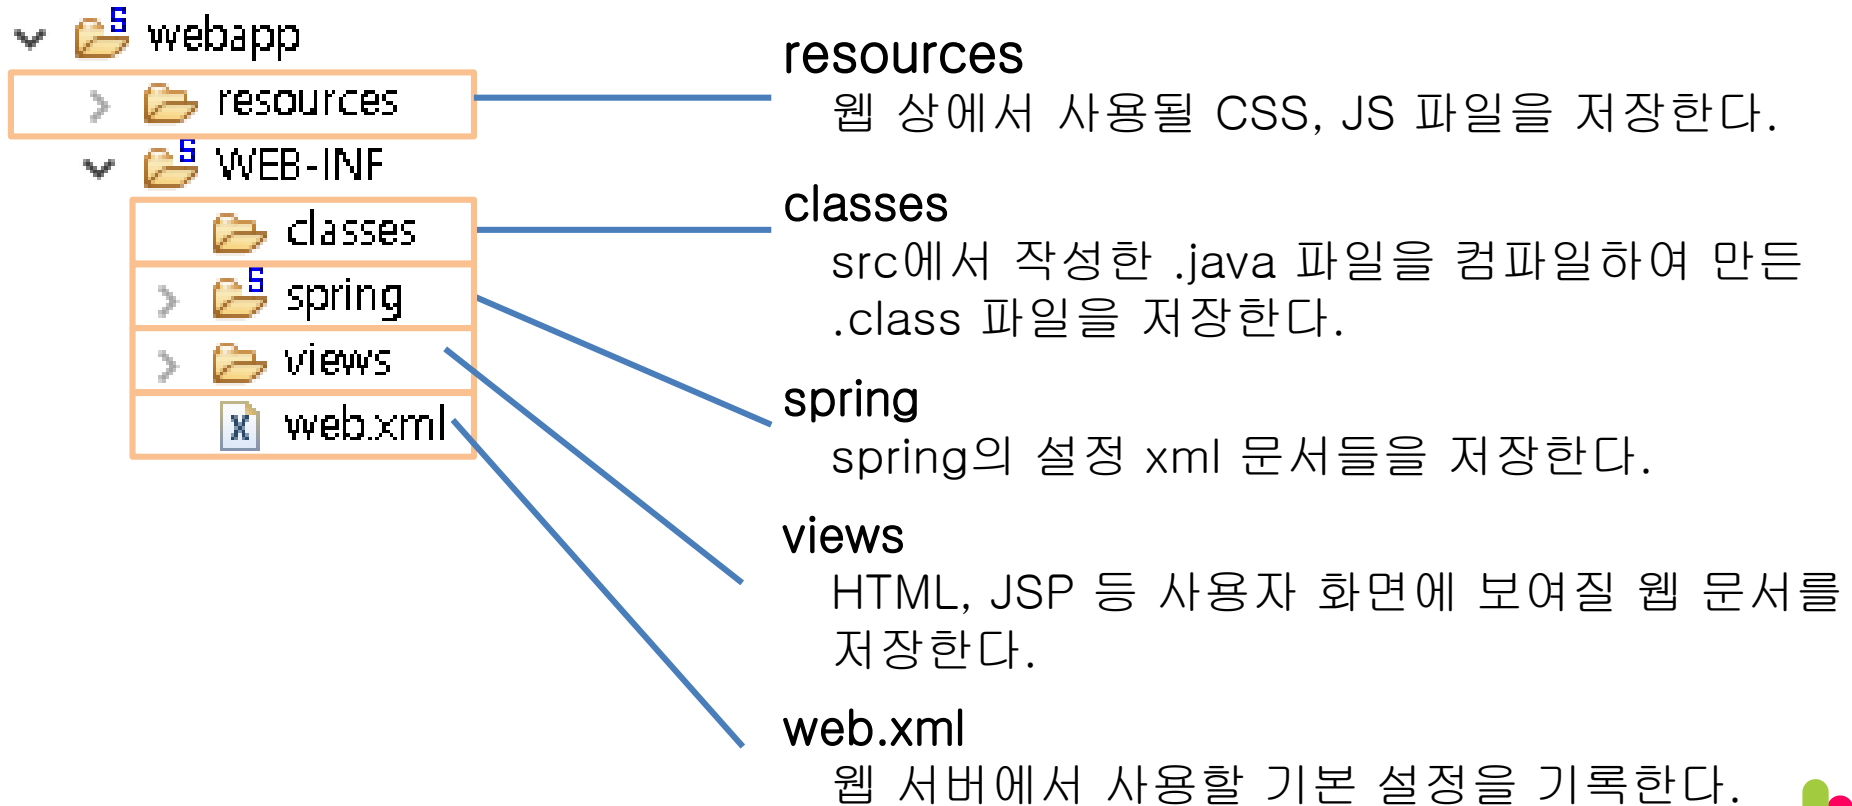 webapp
resources
WEB-INF
classes
spring
views
web.xml
resources
웹 상에서 사용될 CSS, JS 파일을 저장한다.
classes
src에서 작성한 .java 파일을 컴파일하여 만든
.class 파일을 저장한다.
spring
spring의 설정 xml 문서들을 저장한다.
views
HTML, JSP 등 사용자 화면에 보여질 웹 문서를
저장한다.
web.xml
웹 서버에서 사용할 기본 설정을 기록한다.